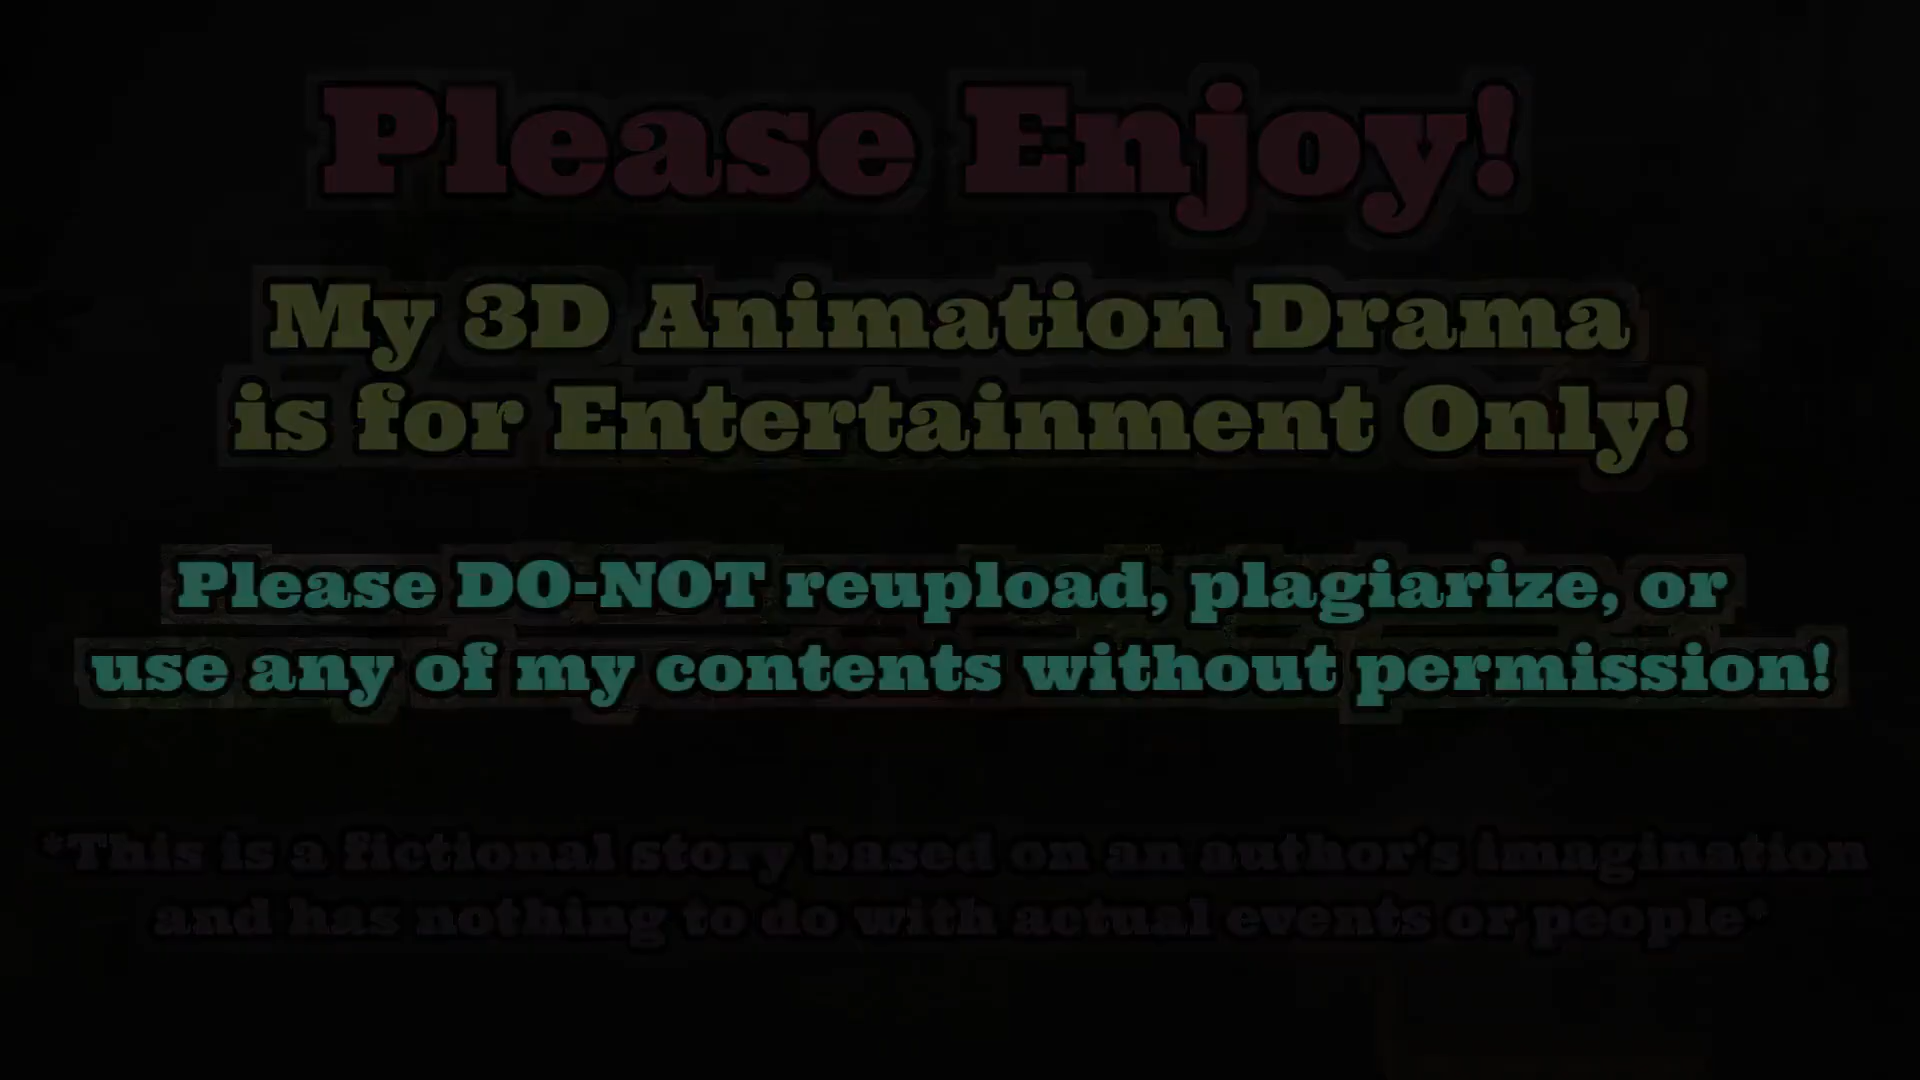 Please Enjoy!
My 3D Animation Drama
is for Entertainment Only!
Please DO-NOT reupload, plagiarize, or
use any of my contents without permission!
*This is a fictional story based on an author's imagination
and has nothing to do with actual events or people*